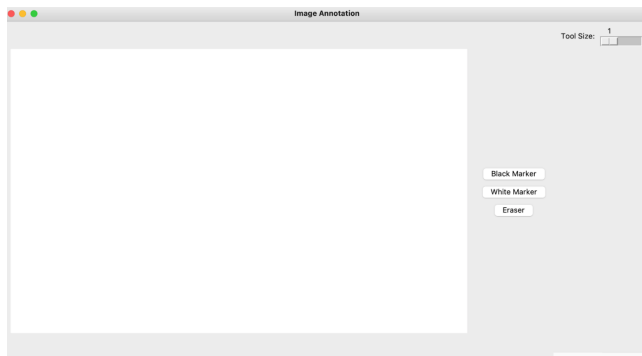 Image Annotation
Tool Size:
1
Black Marker
White Marker
Eraser